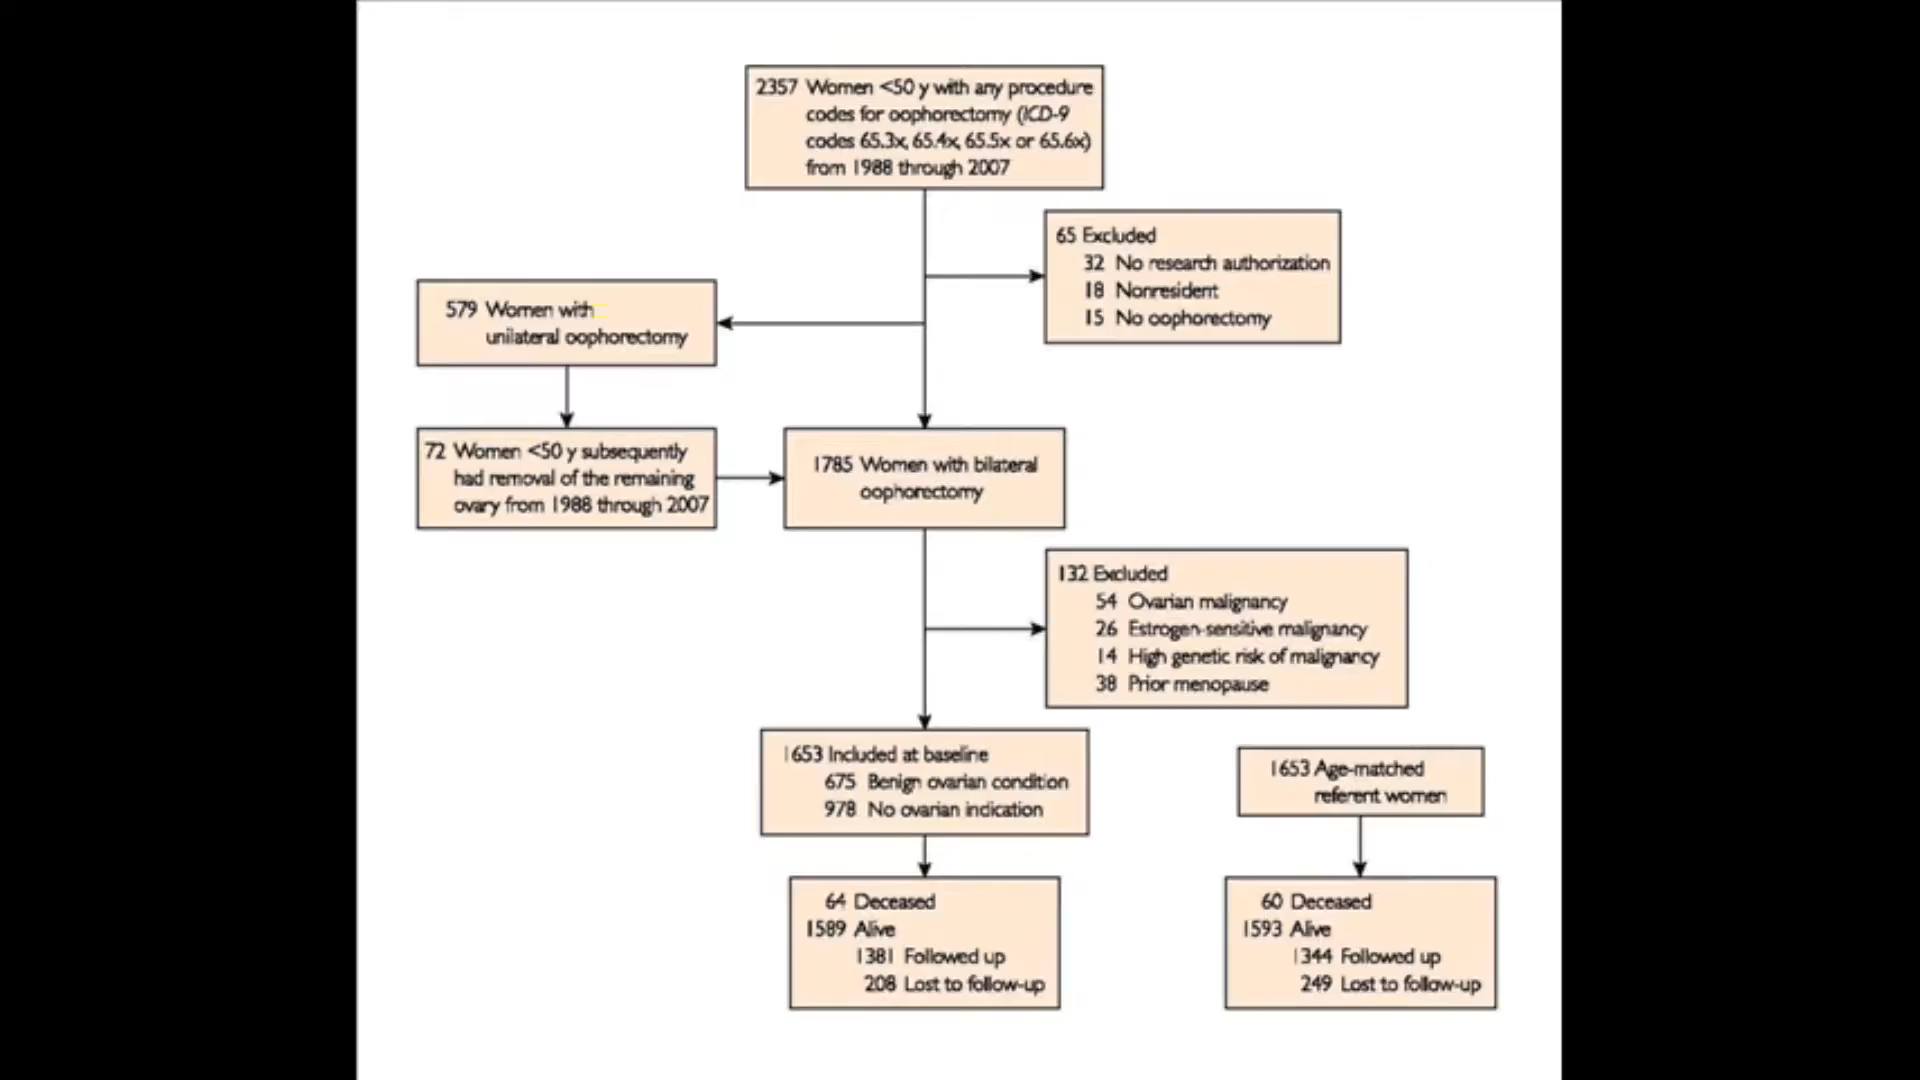 2357 Women <50 y with any procedure
codes for oophorectomy (ICD-9
codes 65.3x, 65.4x, 65.5x or 65.6x)
from 1988 through 2007
65 Excluded
32 No research authorization
18 Nonresident
15 No oophorectomy
579 Women with
unilateral oophorectomy
72 Women <50 y subsequently
had removal of the remaining
ovary from 1988 through 2007
1785 Women with bilateral
oophorectomy
132 Excluded
54 Ovarian malignancy
26 Estrogen-sensitive malignancy
14 High genetic risk of malignancy
38 Prior menopause
1653 Included at baseline
675 Benign ovarian condition
978 No ovarian indication
1653 Age-matched
referent women
64 Deceased
1589 Alive
1381 Followed up
208 Lost to follow-up
60 Deceased
1593 Alive
1344 Followed up
249 Lost to follow-up